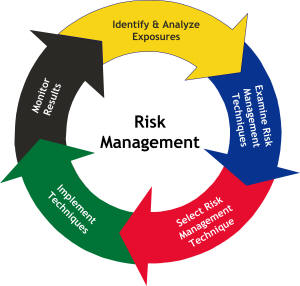 Identify & Analyze
Exposures
Examine Risk
Management
Techniques
Select Risk
Management
Technique
Implement
Techniques
Monitor
Results
Risk
Management